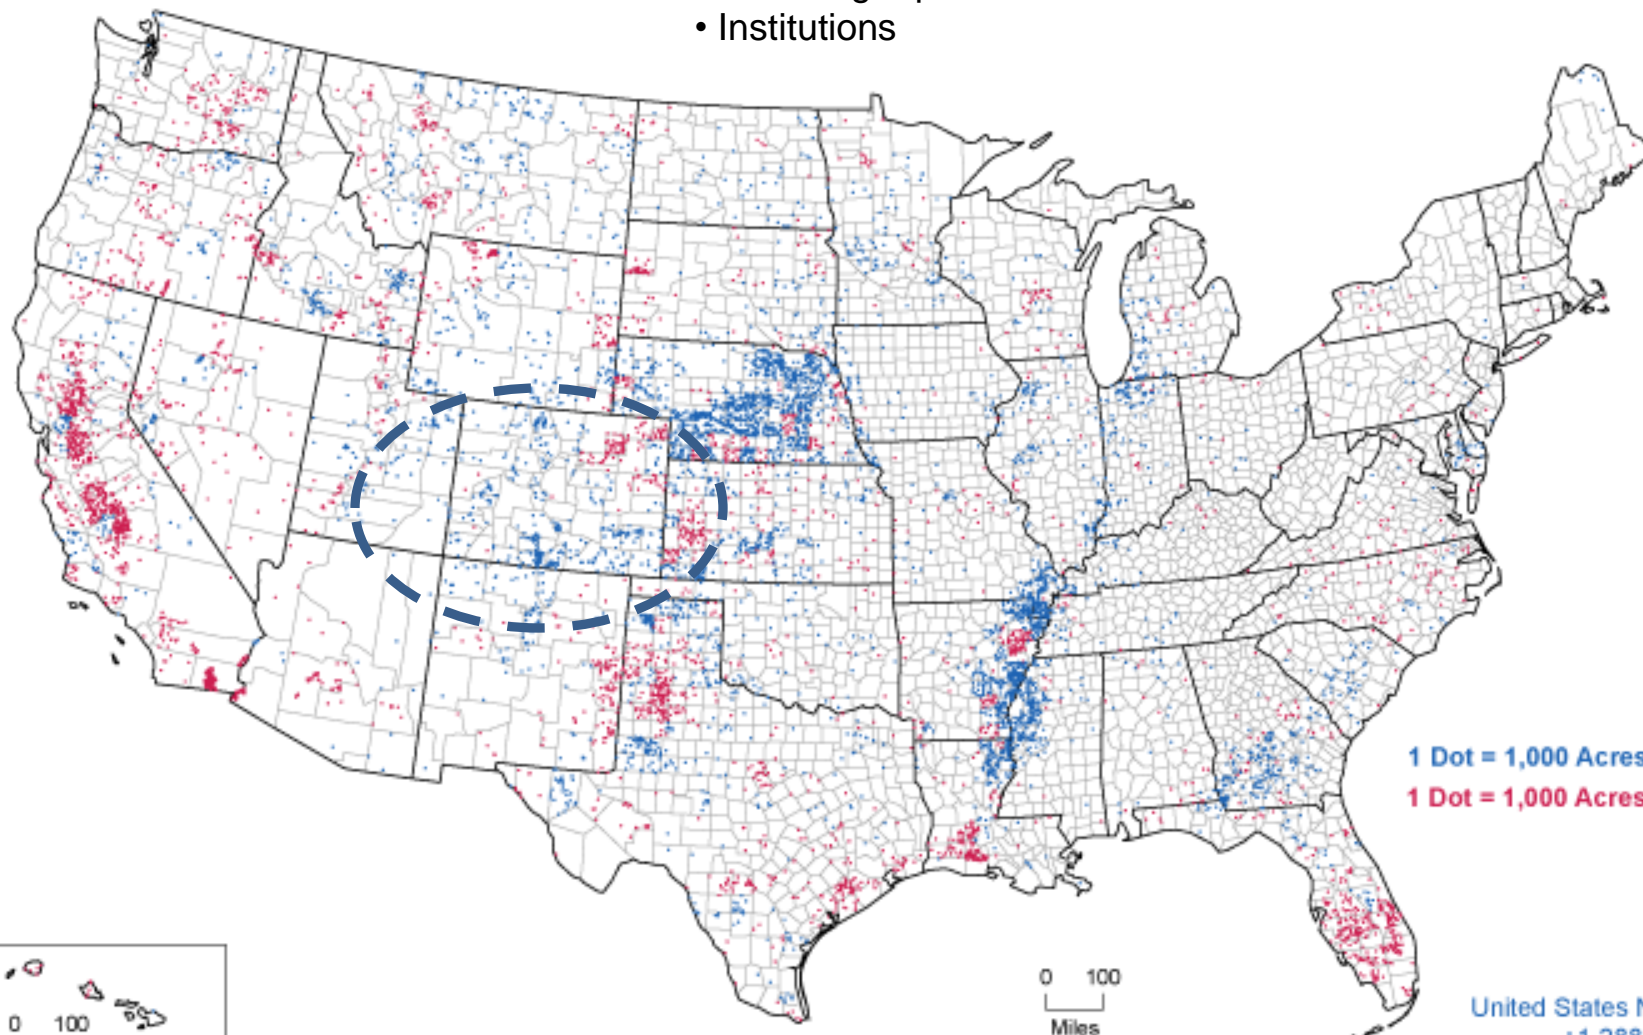 • Institutions
1 Dot = 1,000 Acres
1 Dot = 1,000 Acres
0 100
Miles
0 100
United States N